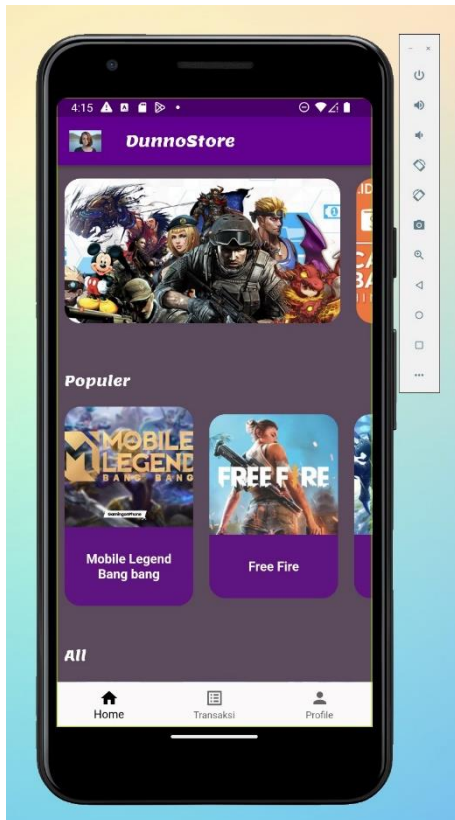 4:15
DunnoStore
Populer
MOBILE
LEGEND
BANG BANG
GamingonPhone
FREE FIRE
Mobile Legend
Bang bang
Free Fire
All
Home
Transaksi
Profile